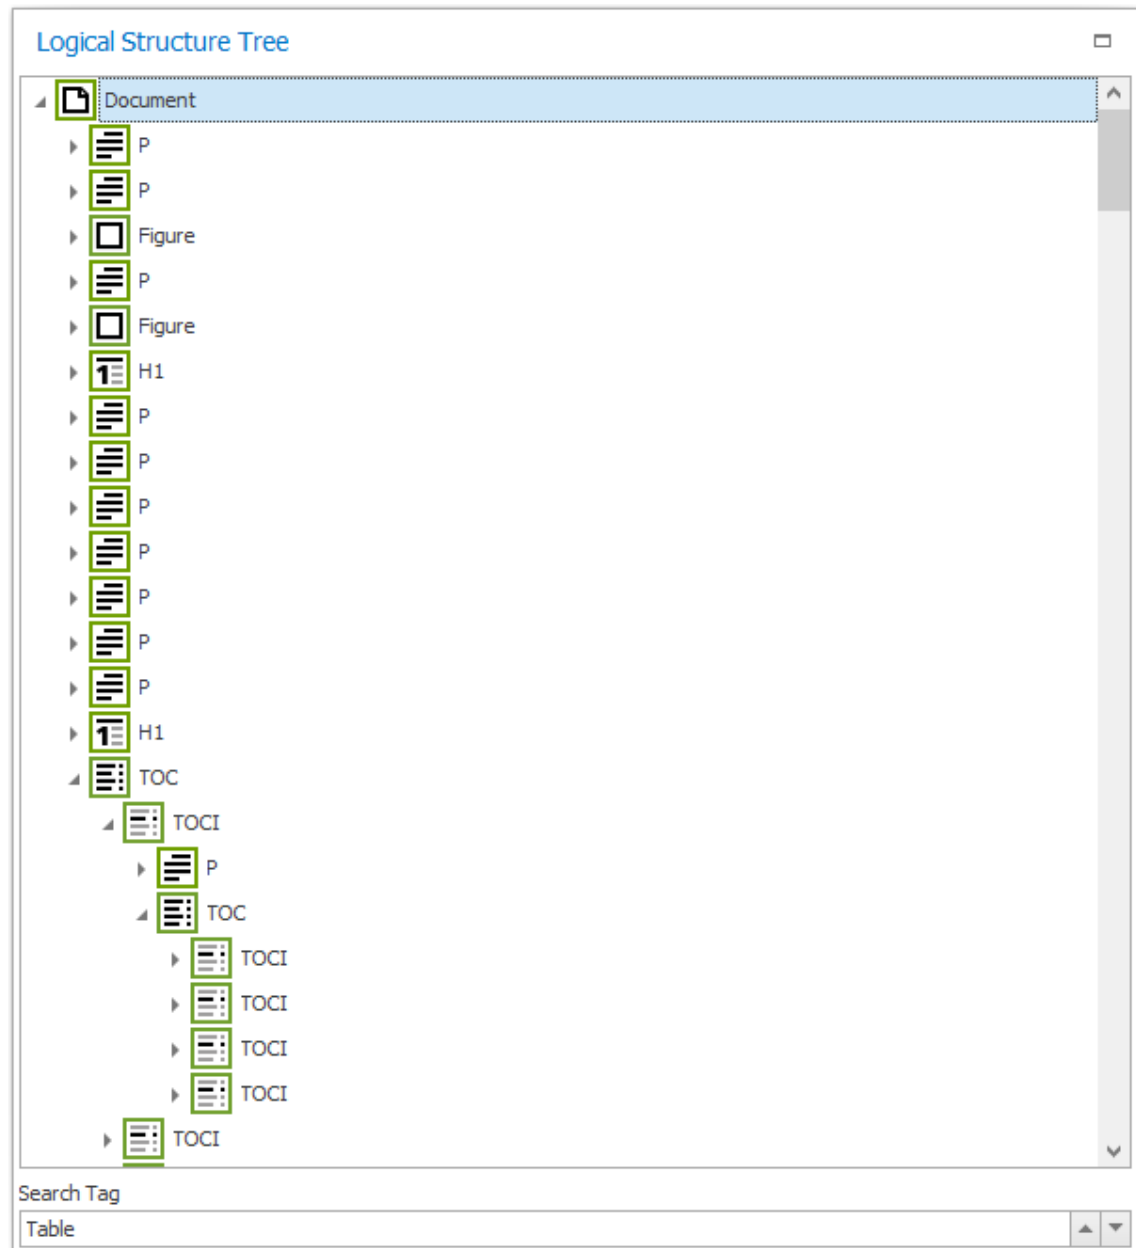 Logical Structure Tree
Document
P
P
Figure
P
Figure
H1
P
P
P
P
P
P
P
H1
TOC
TOCI
P
TOC
TOCI
TOCI
TOCI
TOCI
TOCI
Search Tag
Table